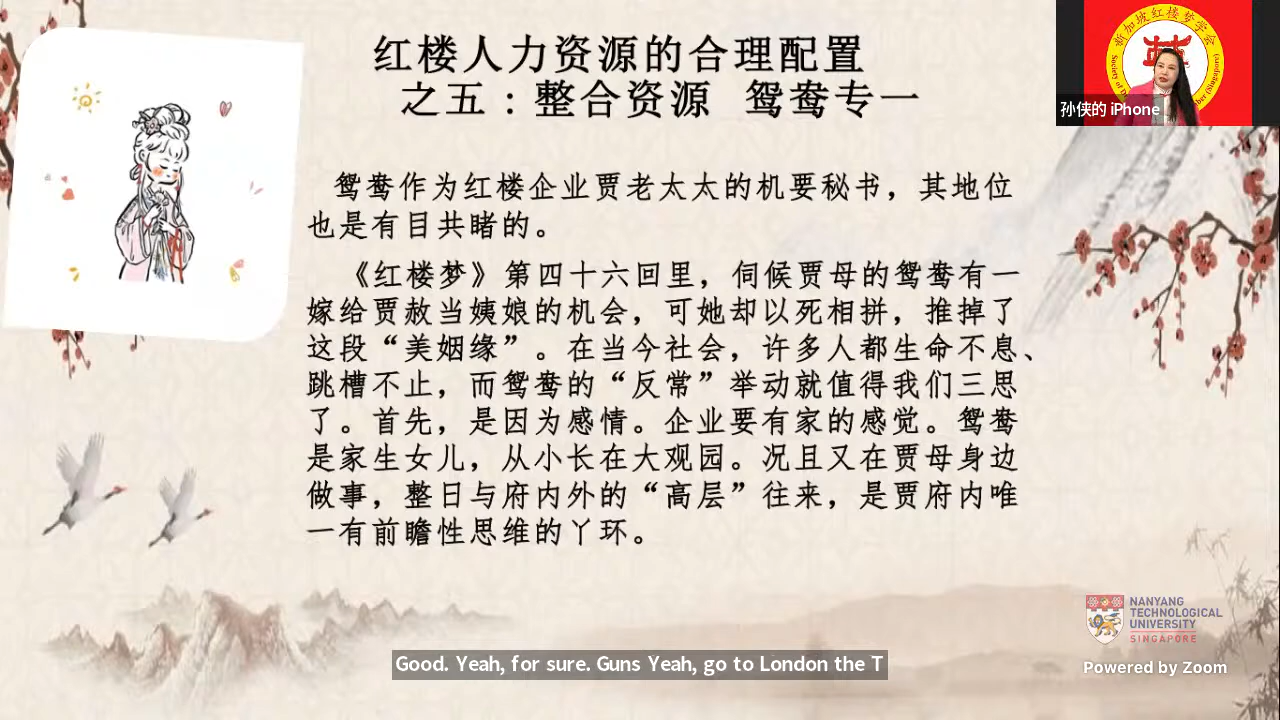 红楼人力资源的合理配置
之五：整合资源 鸳鸯专一
鸳鸯作为红楼企业贾老太太的机要秘书，其地位
也是有目共睹的。
《红楼梦》第四十六回里，伺候贾母的鸳鸯有一
嫁给贾赦当姨娘的机会，可她却以死相拼，推掉了
这段“美姻缘”。在当今社会，许多人都生命不息、
跳槽不止，而鸳鸯的“反常”举动就值得我们三思
了。首先，是因为感情。企业要有家的感觉。鸳鸯
是家生女儿，从小长在大观园。况且又在贾母身边
做事，整日与府内外的“高层”往来，是贾府内唯
一有前瞻性思维的丫环。
新加坡红楼梦学会
孙侠的 iPhone
NANYANG
TECHNOLOGICAL
UNIVERSITY
SINGAPORE
Powered by Zoom
Good. Yeah, for sure. Guns Yeah, go to London the T